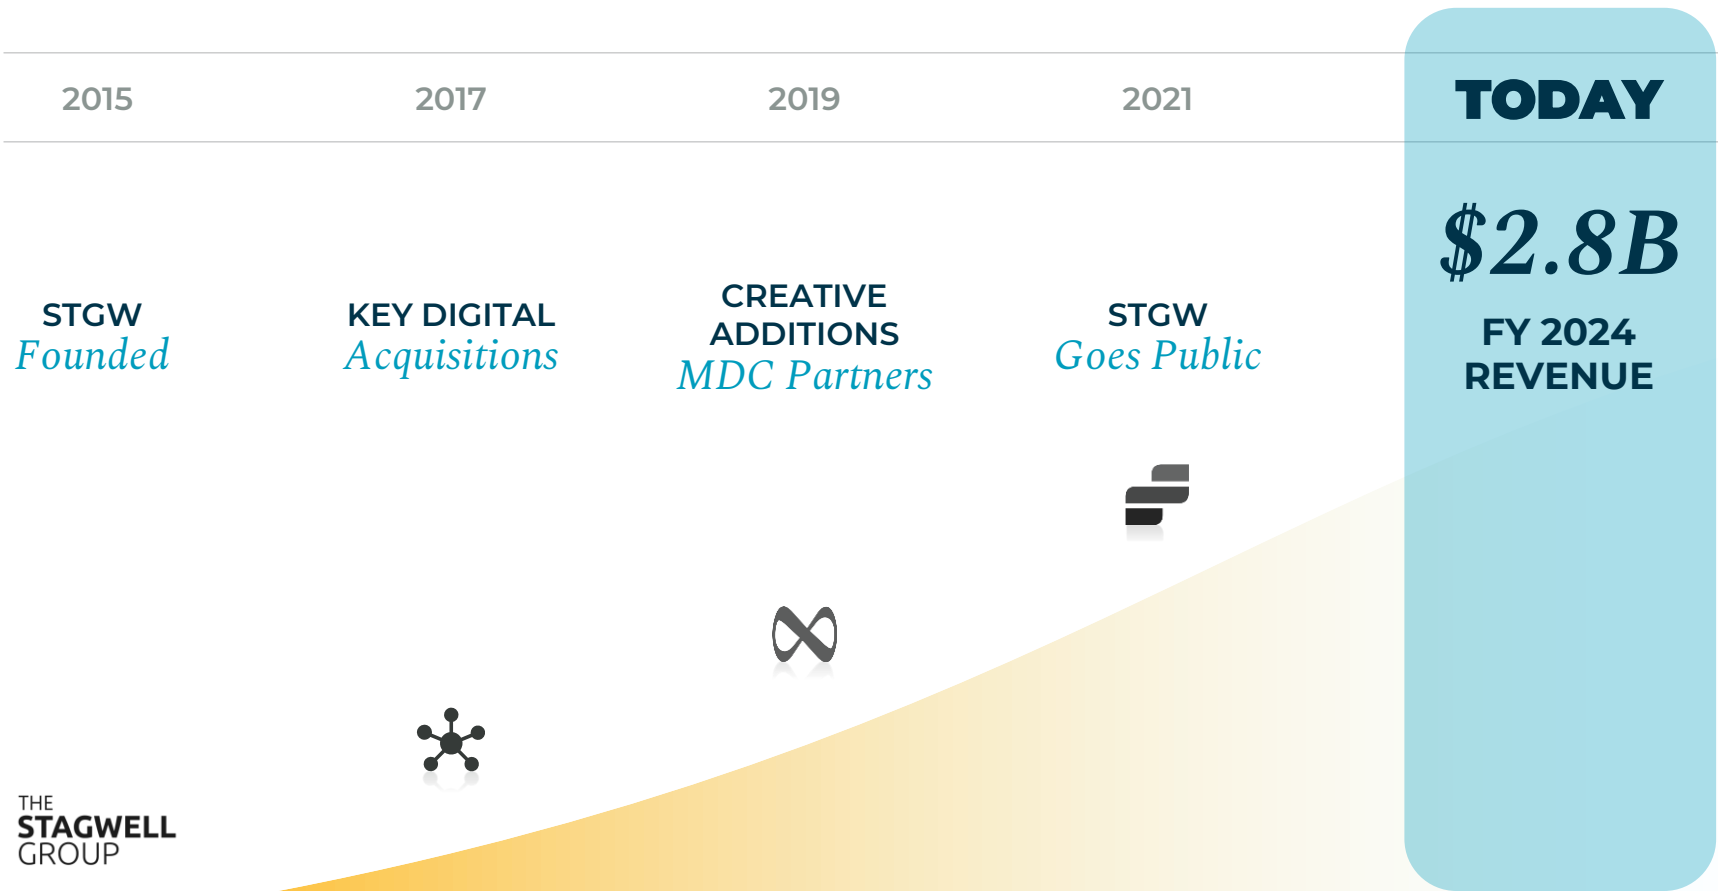 2015
2017
2019
2021
TODAY
STGW
Founded
KEY DIGITAL
Acquisitions
CREATIVE
ADDITIONS
MDC Partners
STGW
Goes Public
$2.8B
FY 2024
REVENUE
THE
STAGWELL
GROUP